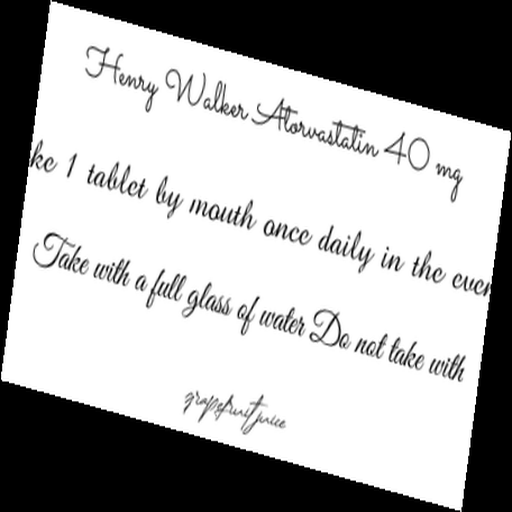 Henry Walker Atorvastatin 40 mg
ke 1 tablet by mouth once daily in the even
Take with a full glass of water Do not take with
grapefruit juice